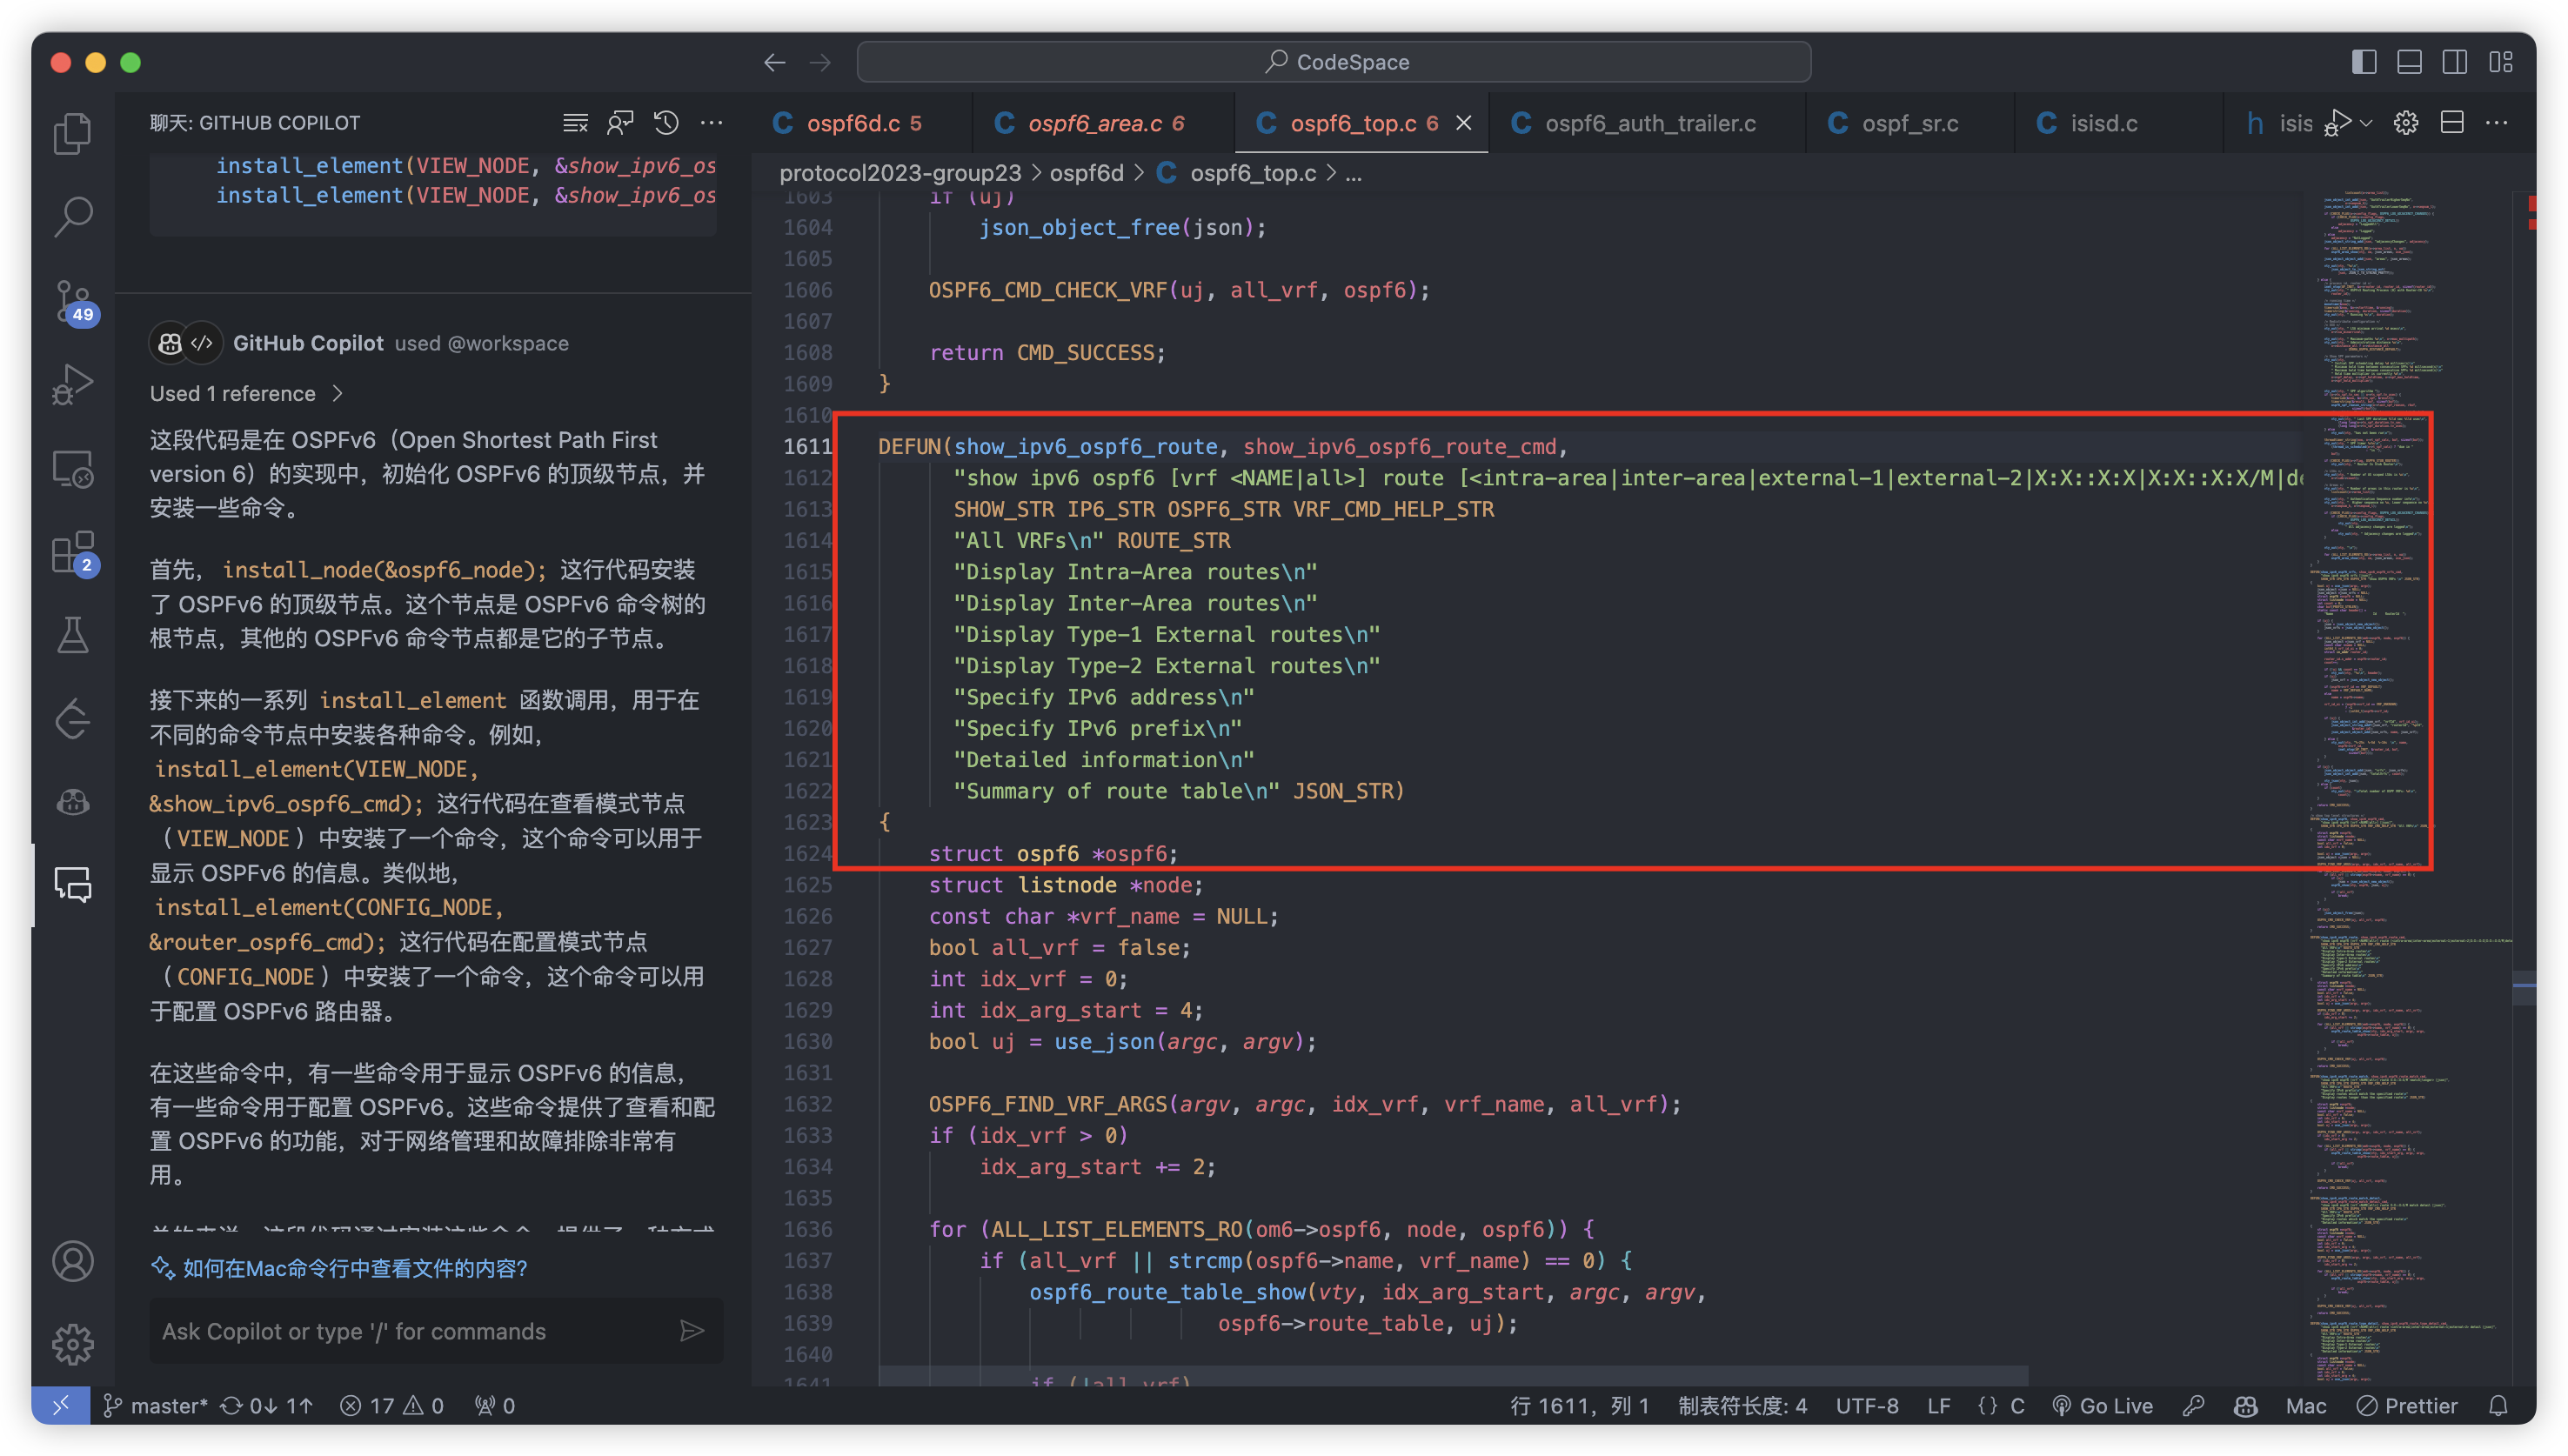 CodeSpace
聊天: GITHUB COPILOT
install_element(VIEW_NODE, &show_ipv6_os
install_element(VIEW_NODE, &show_ipv6_os
GitHub Copilot used @workspace
Used 1 reference
这段代码是在 OSPFv6（Open Shortest Path First
version 6）的实现中，初始化 OSPFv6 的顶级节点，并
安装一些命令。
首先， install_node(&ospf6_node); 这行代码安装
了 OSPFv6 的顶级节点。这个节点是 OSPFv6 命令树的
根节点，其他的 OSPFv6 命令节点都是它的子节点。
接下来的一系列 install_element 函数调用，用于在
不同的命令节点中安装各种命令。例如，
install_element(VIEW_NODE,
&show_ipv6_ospf6_cmd); 这行代码在查看模式节点
（VIEW_NODE）中安装了一个命令，这个命令可以用于
显示 OSPFv6 的信息。类似地，
install_element(CONFIG_NODE,
&router_ospf6_cmd); 这行代码在配置模式节点
（CONFIG_NODE）中安装了一个命令，这个命令可以用
于配置 OSPFv6 路由器。
在这些命令中，有一些命令用于显示 OSPFv6 的信息，
有一些命令用于配置 OSPFv6。这些命令提供了查看和配
置 OSPFv6 的功能，对于网络管理和故障排除非常有
用。
总的来说，这段代码通过安装这些命令，提供了一种方式
如何在Mac命令行中查看文件的内容?
Ask Copilot or type '/' for commands
49
2
ospf6d.c 5
ospf6_area.c 6
ospf6_top.c 6
ospf6_auth_trailer.c
ospf_sr.c
isisd.c
isis
protocol2023-group23 > ospf6d > ospf6_top.c > ...
1603 if (uj)
1604 json_object_free(json);
1605
1606 OSPF6_CMD_CHECK_VRF(uj, all_vrf, ospf6);
1607
1608 return CMD_SUCCESS;
1609 }
1610
1611 DEFUN(show_ipv6_ospf6_route, show_ipv6_ospf6_route_cmd,
1612 "show ipv6 ospf6 [vrf <NAME|all>] route [<intra-area|inter-area|external-1|external-2|X:X::X:X|X:X::X:X/M|de
1613 SHOW_STR IP6_STR OSPF6_STR VRF_CMD_HELP_STR
1614 "All VRFs\n" ROUTE_STR
1615 "Display Intra-Area routes\n"
1616 "Display Inter-Area routes\n"
1617 "Display Type-1 External routes\n"
1618 "Display Type-2 External routes\n"
1619 "Specify IPv6 address\n"
1620 "Specify IPv6 prefix\n"
1621 "Detailed information\n"
1622 "Summary of route table\n" JSON_STR)
1623 {
1624 struct ospf6 *ospf6;
1625 struct listnode *node;
1626 const char *vrf_name = NULL;
1627 bool all_vrf = false;
1628 int idx_vrf = 0;
1629 int idx_arg_start = 4;
1630 bool uj = use_json(argc, argv);
1631
1632 OSPF6_FIND_VRF_ARGS(argv, argc, idx_vrf, vrf_name, all_vrf);
1633 if (idx_vrf > 0)
1634 idx_arg_start += 2;
1635
1636 for (ALL_LIST_ELEMENTS_RO(om6->ospf6, node, ospf6)) {
1637 if (all_vrf || strcmp(ospf6->name, vrf_name) == 0) {
1638 ospf6_route_table_show(vty, idx_arg_start, argc, argv,
1639 ospf6->route_table, uj);
1640
1641 if (!all_vrf)
master* 0↓ 1↑ 17 0 0
行 1611，列 1 制表符长度: 4 UTF-8 LF {} C Go Live Mac Prettier